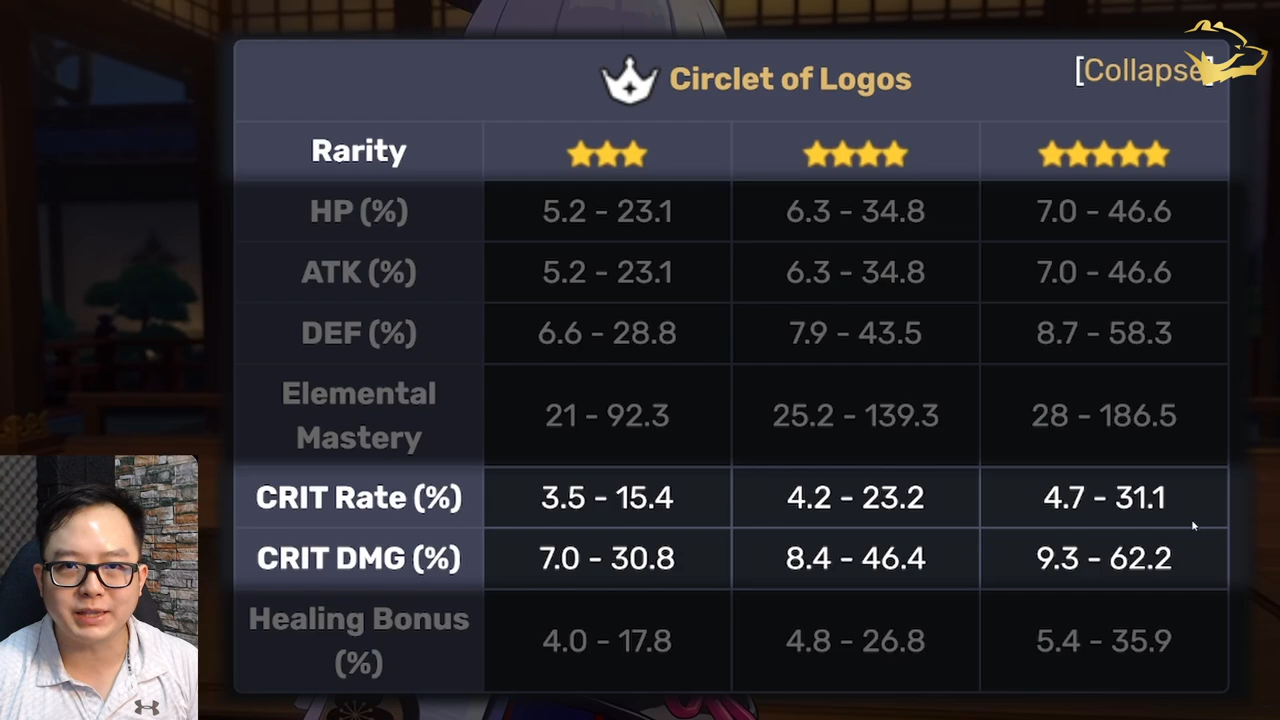 Circlet of Logos
[Collapse]
Rarity
HP (%) 5.2 - 23.1 6.3 - 34.8 7.0 - 46.6
ATK (%) 5.2 - 23.1 6.3 - 34.8 7.0 - 46.6
DEF (%) 6.6 - 28.8 7.9 - 43.5 8.7 - 58.3
Elemental
Mastery
21 - 92.3 25.2 - 139.3 28 - 186.5
CRIT Rate (%) 3.5 - 15.4 4.2 - 23.2 4.7 - 31.1
CRIT DMG (%) 7.0 - 30.8 8.4 - 46.4 9.3 - 62.2
Healing Bonus
(%)
4.0 - 17.8 4.8 - 26.8 5.4 - 35.9